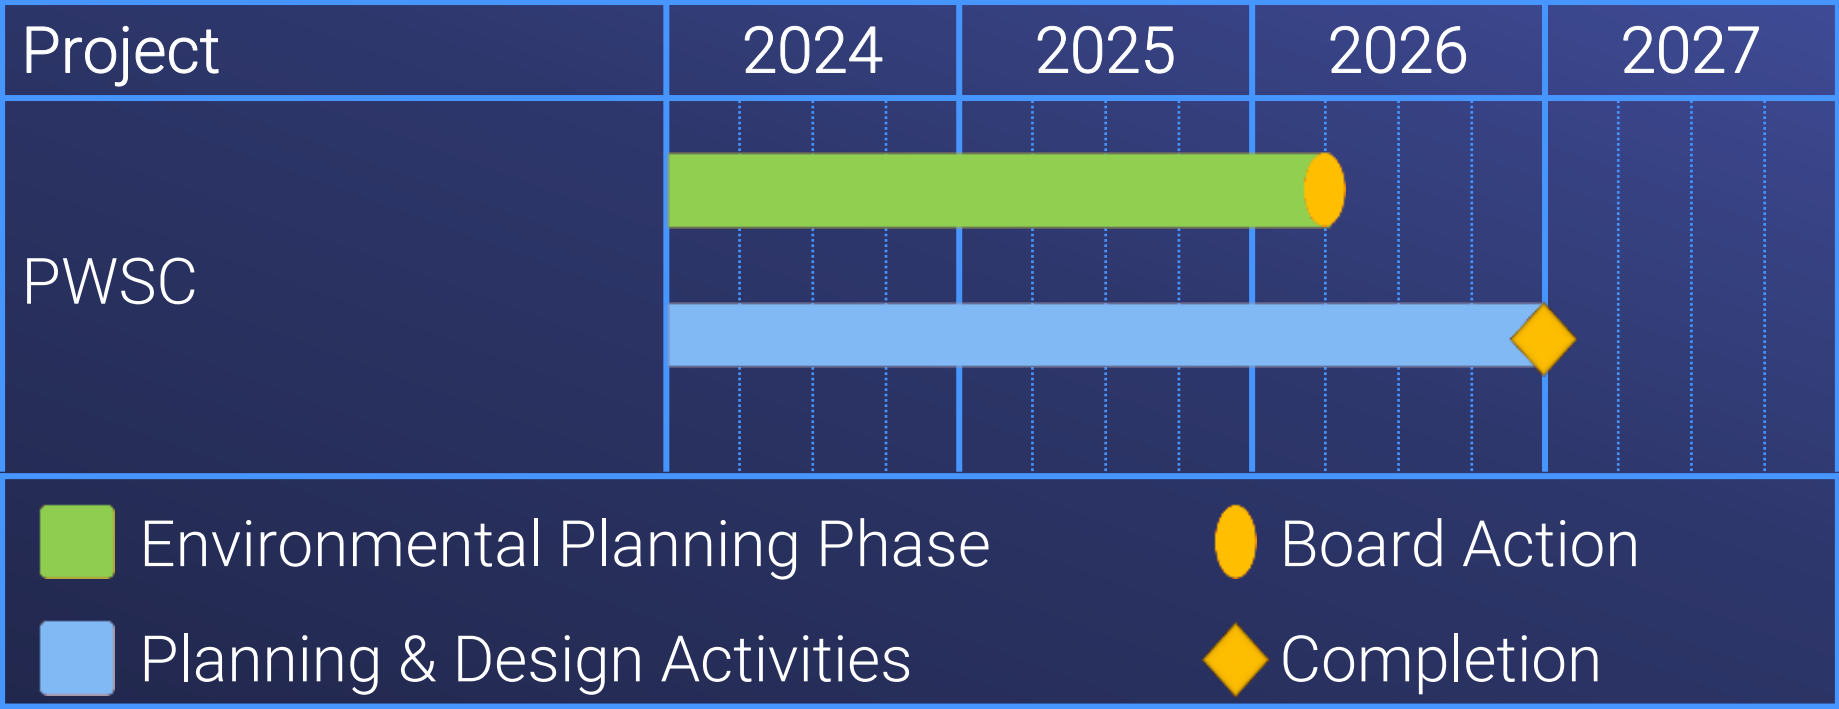 Project 2024 2025 2026 2027
PWSC
Environmental Planning Phase Board Action
Planning & Design Activities Completion